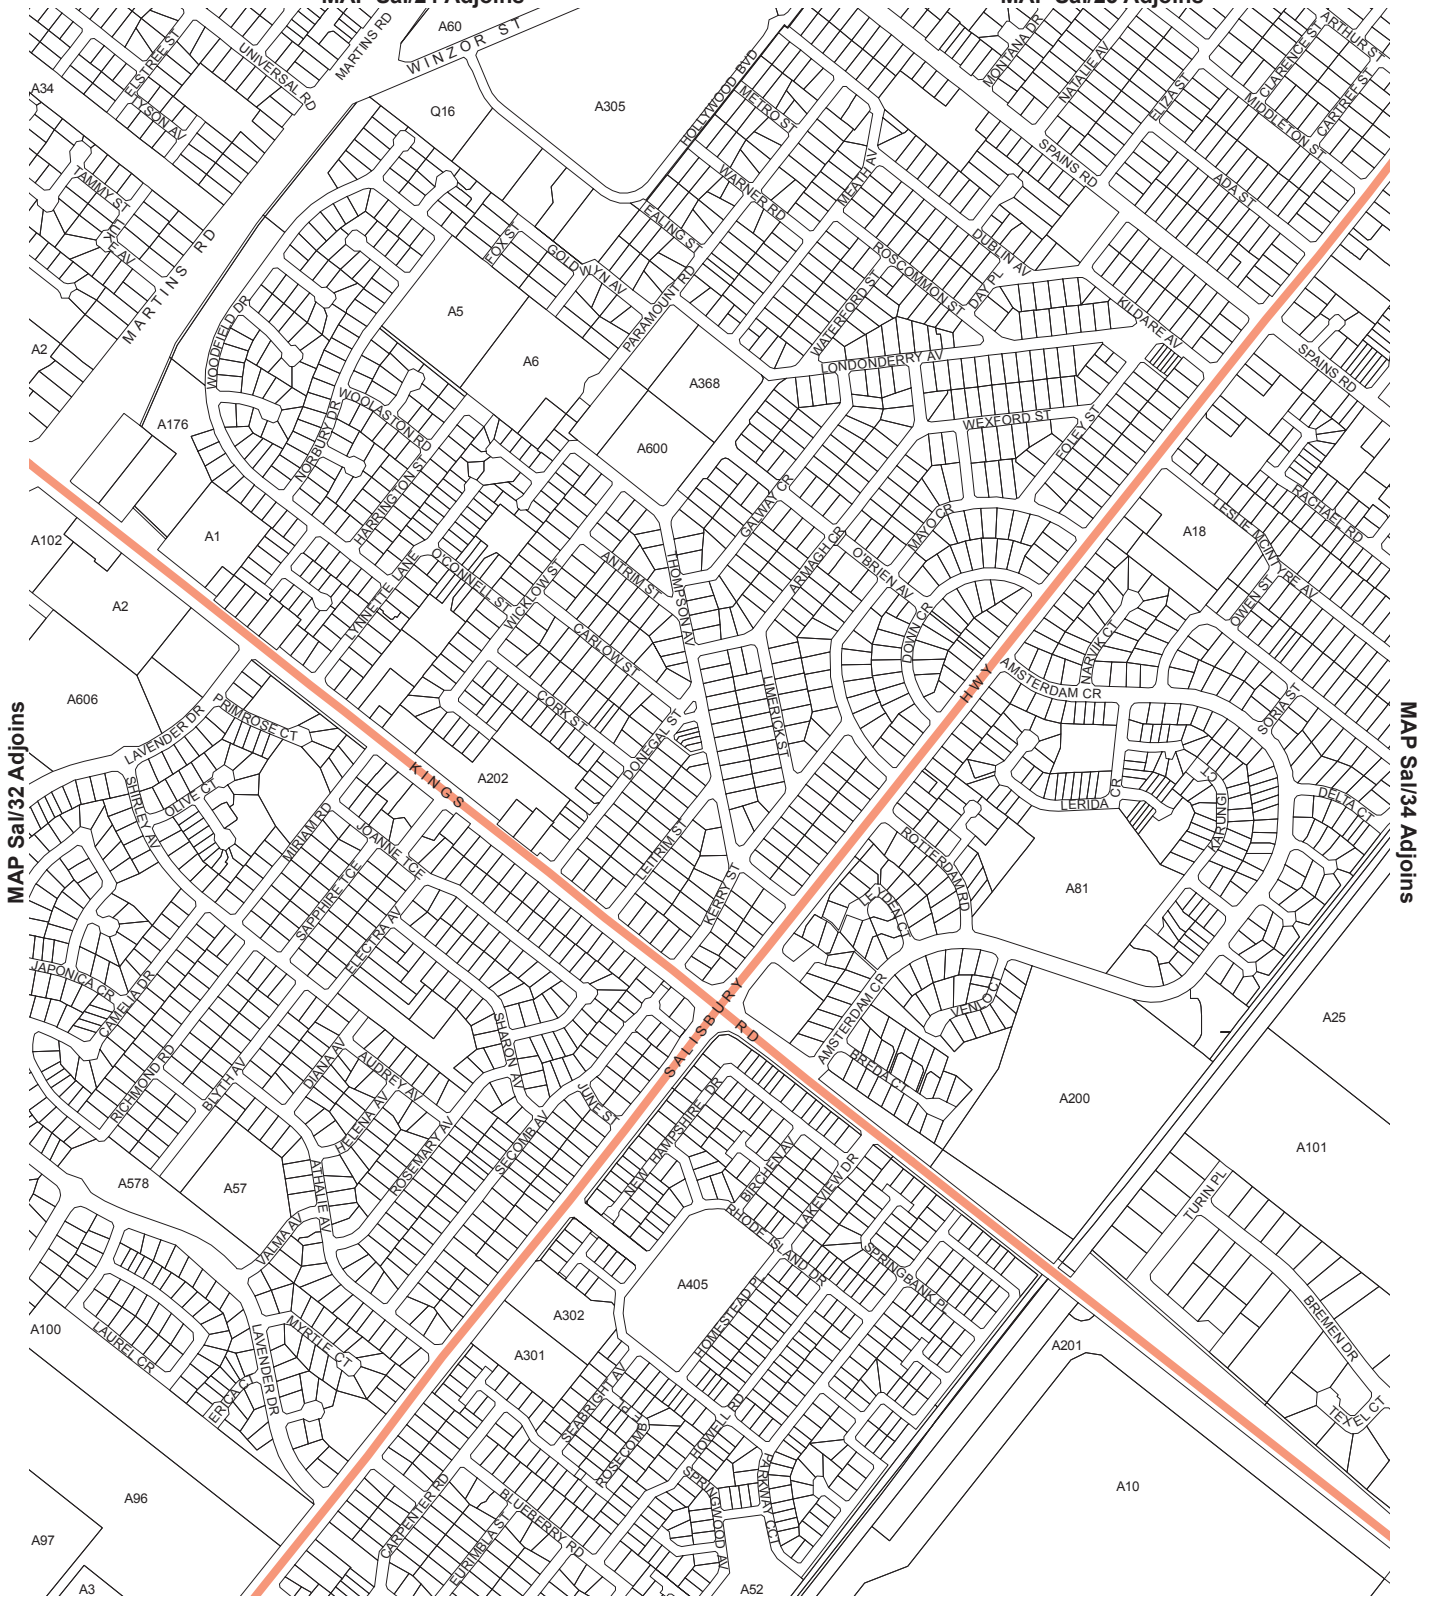 A60
WINZOR ST
MARTINS RD
UNIVERSAL RD
ELSTREE ST
TYSON AV
A34
Q16
A305
HOLLYWOOD BVD
METRO ST
MONTANA DR
NATALIE AV
ELIZA ST
CLARENCE ST
ARTHUR ST
CARTREF ST
MIDDLETON ST
SPAINS RD
ADA ST
MEATH AV
WARNER RD
TAMMY ST
MARTINS RD
EALING ST
FOX ST
GOLDWYN AV
PARAMOUNT RD
ROSCOMMON ST
DUBLIN AV
DAY PL
WATERFORD ST
KILDARE AV
WOODFIELD DR
A5
A6
A368
LONDONDERRY AV
SPAINS RD
A2
A176
WOOLASTON RD
NORBURY DR
HARRINGTON ST
A600
WEXFORD ST
FOLEY ST
GALWAY CR
RACHAEL RD
A102
A1
A18
LESLIE MCINTYRE AV
MAYO CR
ARMAGH CR
O'BRIEN AV
A2
LYNNETTE LANE
O'CONNELL ST
WICKLOW ST
ANTRIM ST
THOMPSON AV
CARLOW ST
DOWN CR
OWEN ST
NARVIK CT
AMSTERDAM CR
SORIA ST
HWY
A606
LAVENDER DR
PRIMROSE CT
CORK ST
LIMERICK ST
DONEGAL ST
MAP Sal/32 Adjoins
MAP Sal/34 Adjoins
SHIRLEY AV
OLIVE CT
KINGS
A202
LERIDA CR
KARUNGI CT
DELTA CT
MIRIAM RD
JOANNE TCE
LEITRIM ST
KERRY ST
ROTTERDAM RD
A81
SAPPHIRE TCE
ELECTRA AV
LEYDEN CT
JAPONICA CR
CAMELIA DR
AMSTERDAM CR
VENLO CT
BREDA CT
SALISBURY
RD
A25
A200
A101
RICHMOND RD
BLYTH AV
DIANA AV
AUDREY AV
SHARON AV
JUNE ST
HELENA AV
ROSEMARY AV
SECOMB AV
NEW HAMPSHIRE DR
BIRCHEN AV
LAKEVIEW DR
A578
A57
ATHALIE AV
VALMA AV
RHODE ISLAND DR
SPRINGBANK PL
TURIN PL
A405
HOMESTEAD PL
A302
A301
A201
BREMEN DR
A100
LAUREL CR
MYRTLE CT
LAVENDER DR
ERICA CT
SEABRIGHT AV
ROSECOMB PL
HOWELL RD
TEXEL CT
A96
CARPENTER RD
BLUEBERRY RD
EURIMBLA ST
SPRINGWOOD AV
PARKWAY CCT
A10
A97
A3
A52